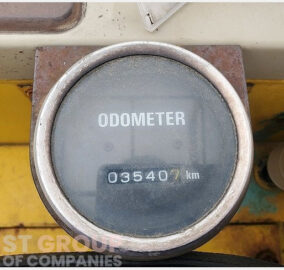 ODOMETER
035407 km
ST GROUP
OF COMPANIES